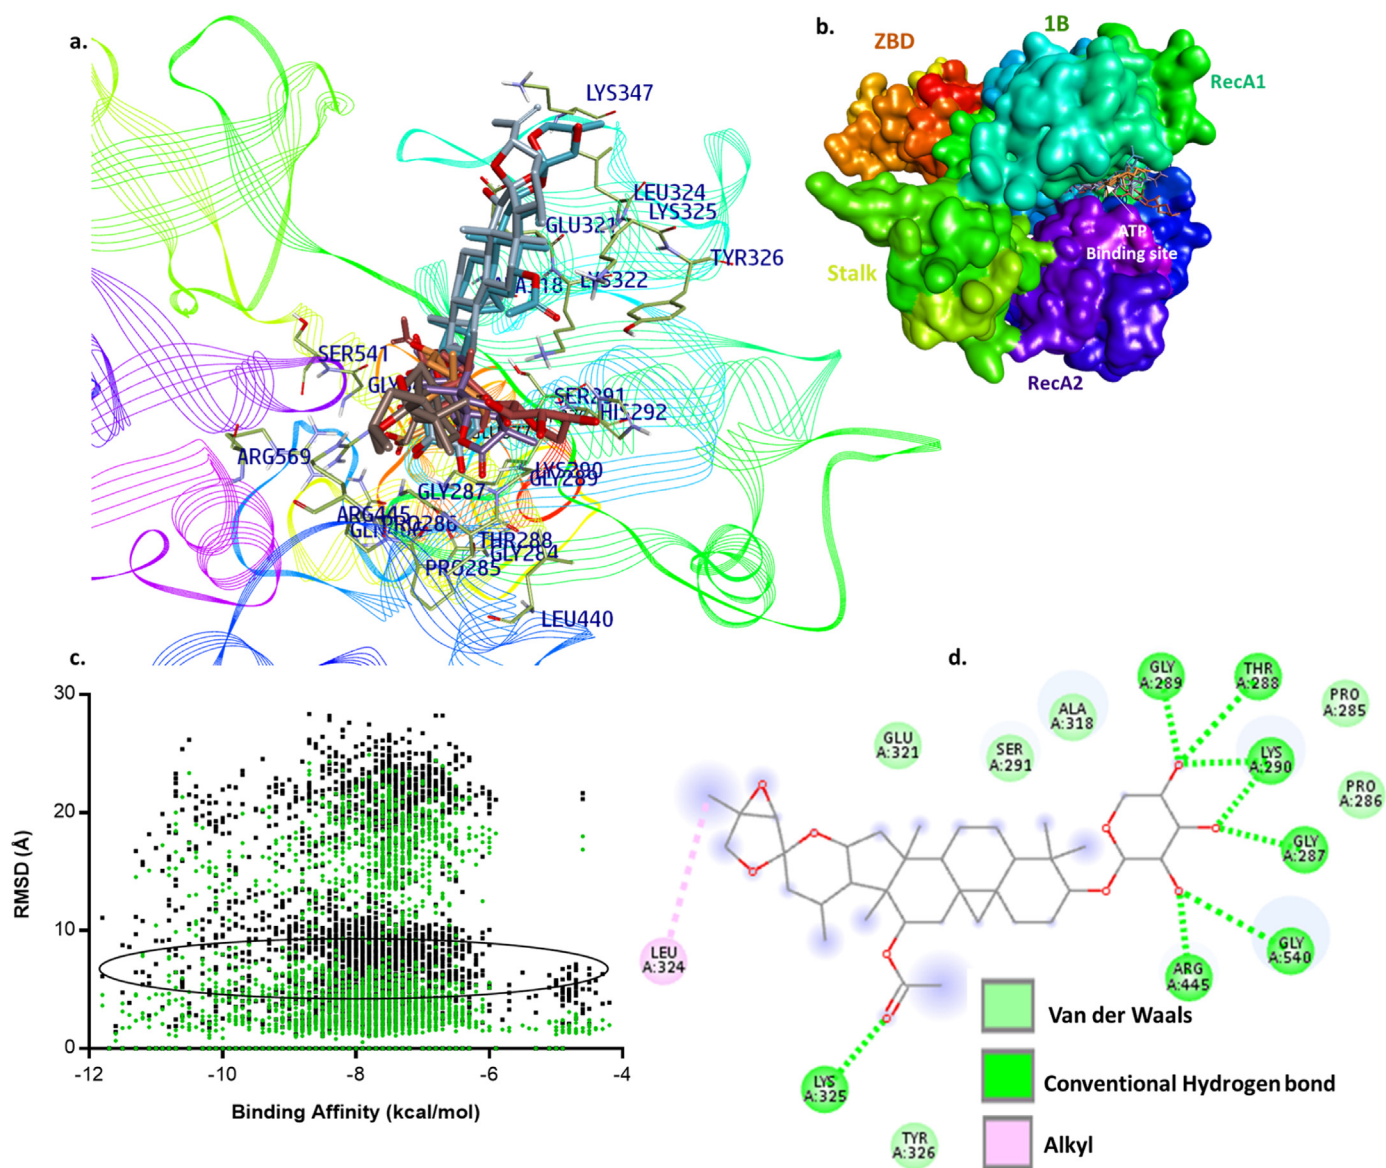 a.
LYS347
LEU324
LYS325
GLU321
TYR326
LYS322
SER541
SER291
HIS292
ARG569
LYS290
GLY289
GLY287
ARG445
PRO286
THR288
GLY284
PRO285
LEU440
b.
1B
ZBD
RecA1
ATP
Binding site
Stalk
RecA2
c.
30
20
10
0
RMSD (Å)
-12
-10
-8
-6
-4
Binding Affinity (kcal/mol)
d.
GLY
A:289
THR
A:288
PRO
A:285
ALA
A:318
GLU
A:321
SER
A:291
LYS
A:290
PRO
A:286
GLY
A:287
LEU
A:324
GLY
A:540
ARG
A:445
LYS
A:325
TYR
A:326
Van der Waals
Conventional Hydrogen bond
Alkyl